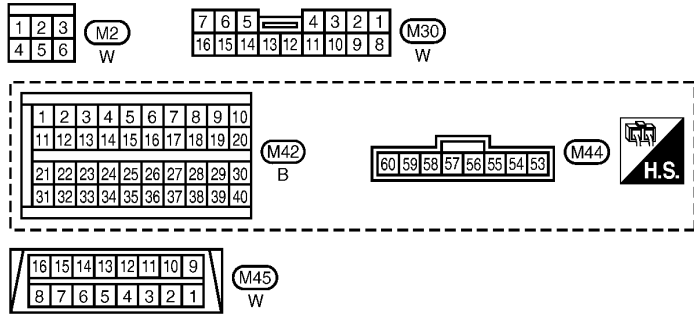 1 2 3
4 5 6
M2
W
7 6 5 4 3 2 1
16 15 14 13 12 11 10 9 8
M30
W
1 2 3 4 5 6 7 8 9 10
11 12 13 14 15 16 17 18 19 20
21 22 23 24 25 26 27 28 29 30
31 32 33 34 35 36 37 38 39 40
M42
B
60 59 58 57 56 55 54 53
M44
H.S.
16 15 14 13 12 11 10 9
8 7 6 5 4 3 2 1
M45
W